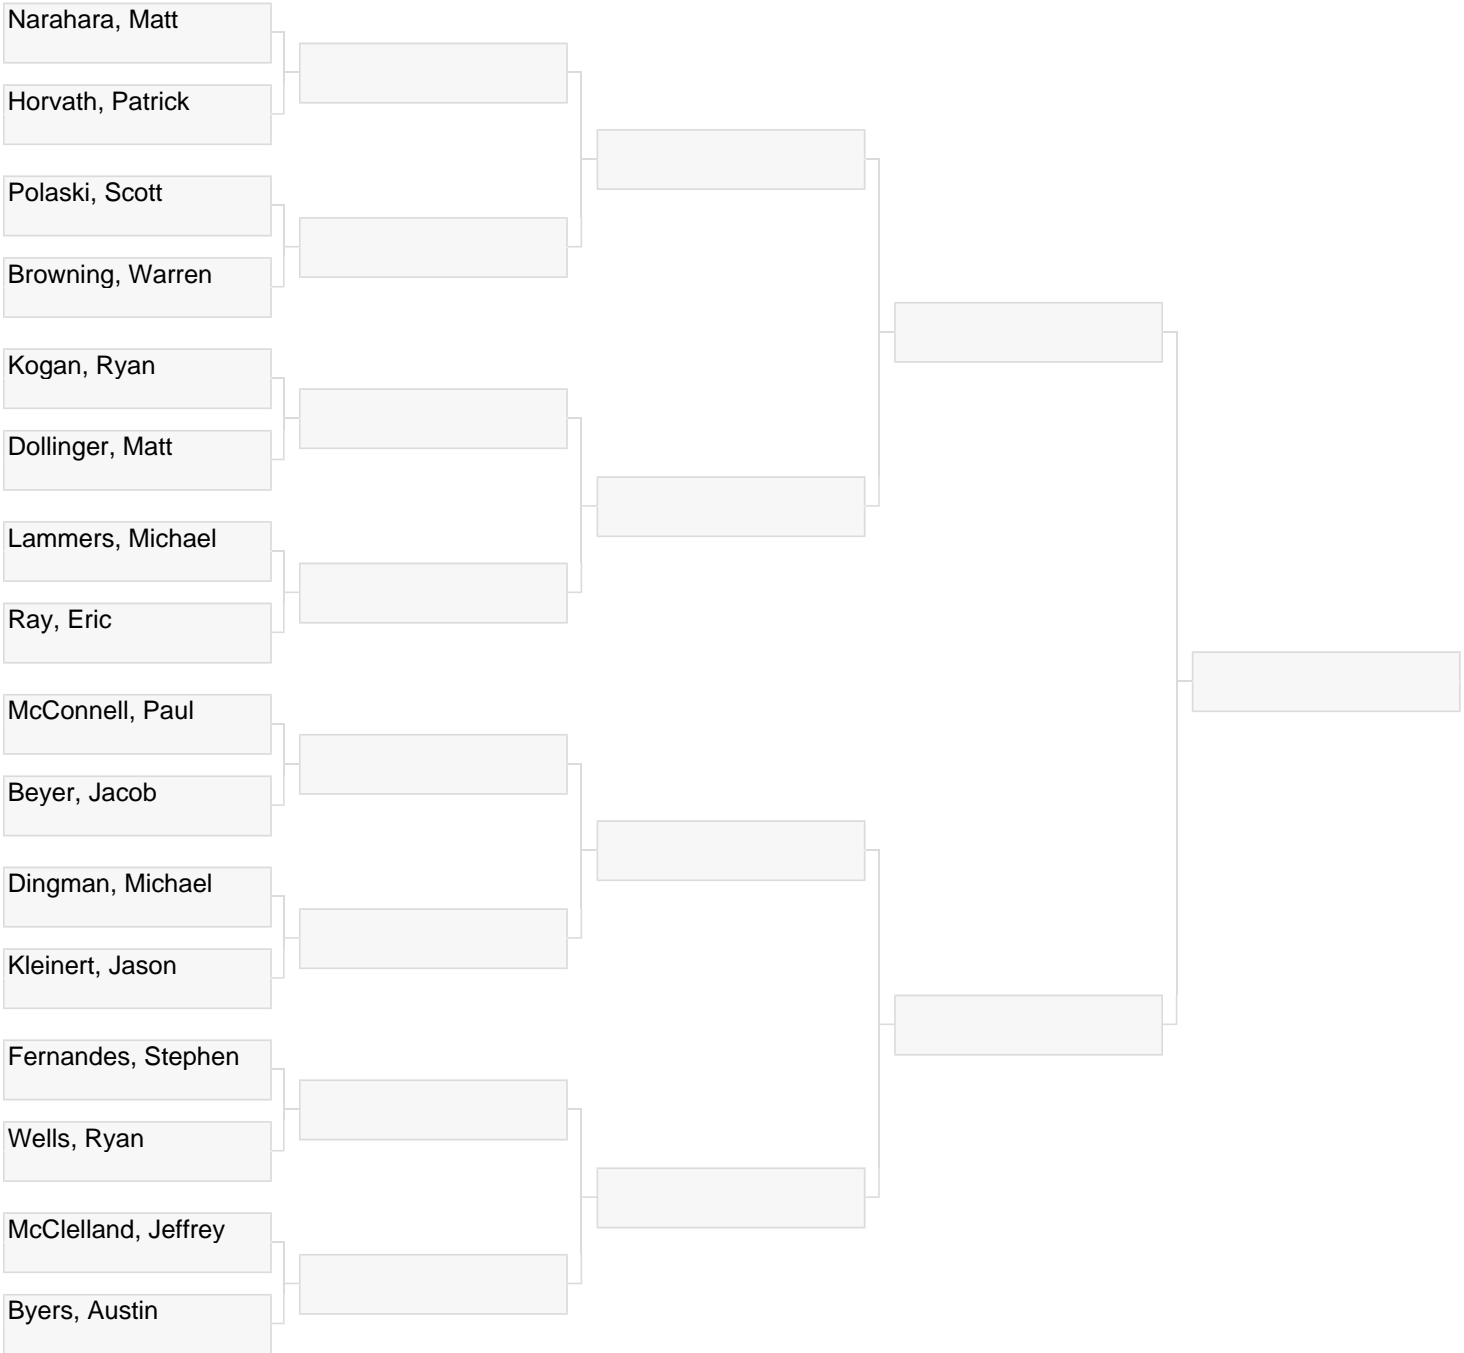 Narahara, Matt
Horvath, Patrick
Polaski, Scott
Browning, Warren
Kogan, Ryan
Dollinger, Matt
Lammers, Michael
Ray, Eric
McConnell, Paul
Beyer, Jacob
Dingman, Michael
Kleinert, Jason
Fernandes, Stephen
Wells, Ryan
McClelland, Jeffrey
Byers, Austin